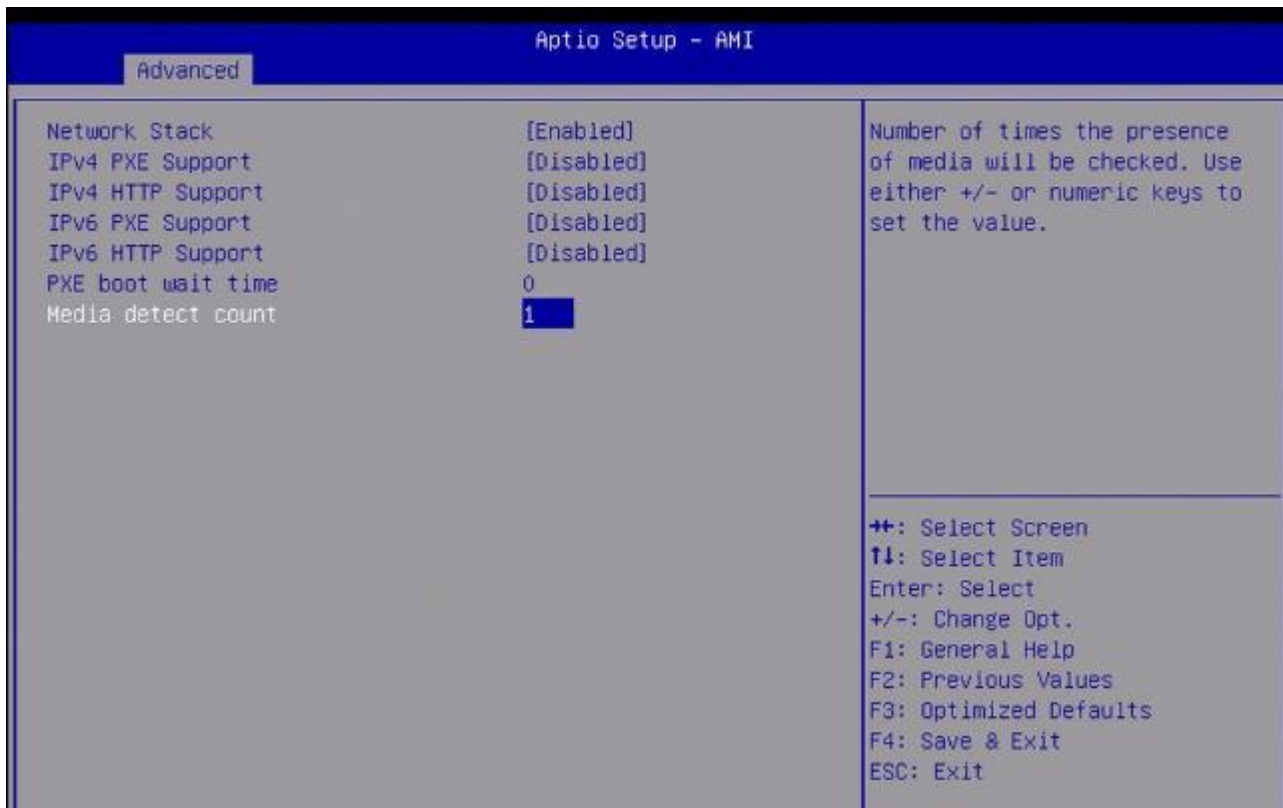 Aptio Setup – AMI
Advanced
Network Stack [Enabled]
IPv4 PXE Support [Disabled]
IPv4 HTTP Support [Disabled]
IPv6 PXE Support [Disabled]
IPv6 HTTP Support [Disabled]
PXE boot wait time 0
Media detect count 1
Number of times the presence
of media will be checked. Use
either +/- or numeric keys to
set the value.
→←: Select Screen
↑↓: Select Item
Enter: Select
+/-: Change Opt.
F1: General Help
F2: Previous Values
F3: Optimized Defaults
F4: Save & Exit
ESC: Exit